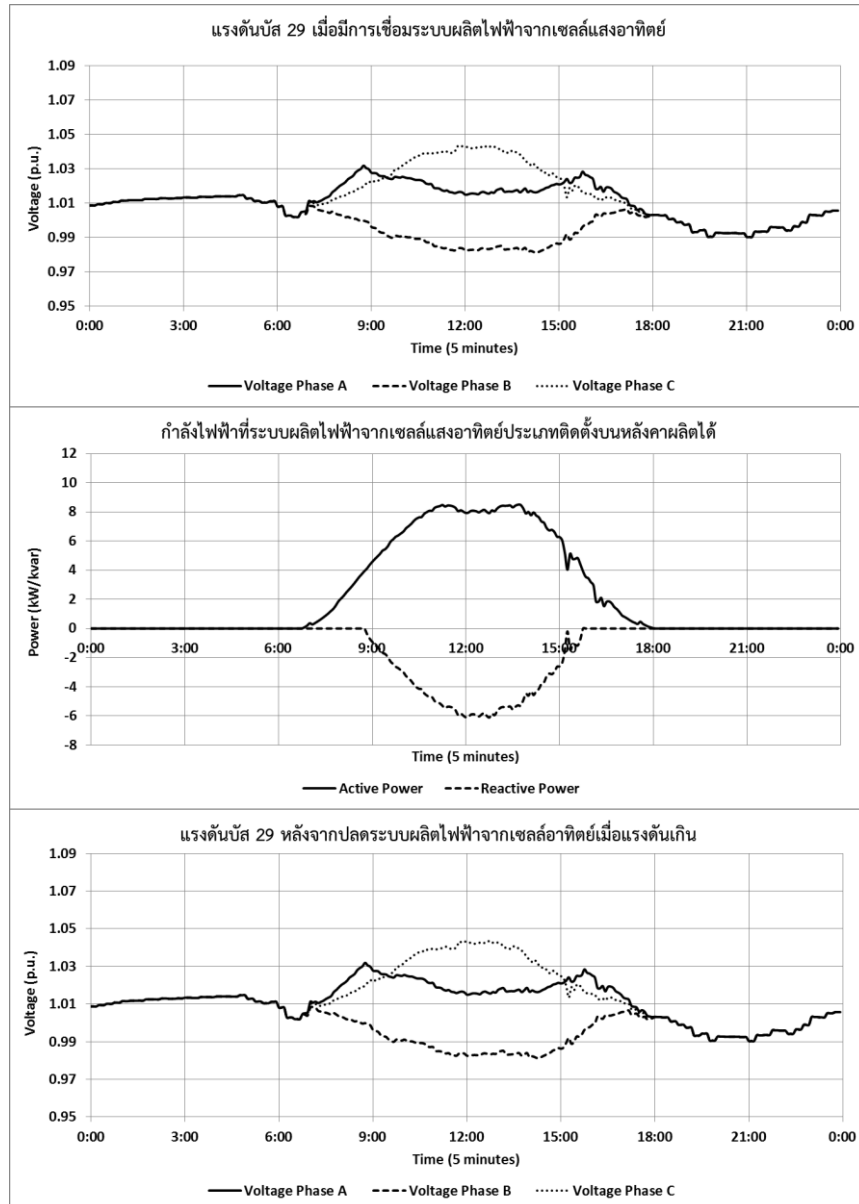 แรงดันบัส 29 เมื่อมีการเชื่อมระบบผลิตไฟฟ้าจากเซลล์แสงอาทิตย์
1.09
1.07
1.05
1.03
1.01
0.99
0.97
0.95
Voltage (p.u.)
0:00 3:00 6:00 9:00 12:00 15:00 18:00 21:00 0:00
Time (5 minutes)
Voltage Phase A Voltage Phase B Voltage Phase C
กำลังไฟฟ้าที่ระบบผลิตไฟฟ้าจากเซลล์แสงอาทิตย์ประเภทติดตั้งบนหลังคาผลิตได้
12
10
8
6
4
2
0
-2
-4
-6
-8
Power (kW/kvar)
0:00 3:00 6:00 9:00 12:00 15:00 18:00 21:00 0:00
Time (5 minutes)
Active Power Reactive Power
แรงดันบัส 29 หลังจากปลดระบบผลิตไฟฟ้าจากเซลล์อาทิตย์เมื่อแรงดันเกิน
1.09
1.07
1.05
1.03
1.01
0.99
0.97
0.95
Voltage (p.u.)
0:00 3:00 6:00 9:00 12:00 15:00 18:00 21:00 0:00
Time (5 minutes)
Voltage Phase A Voltage Phase B Voltage Phase C